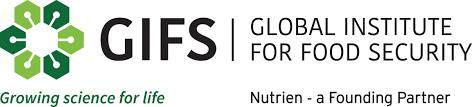 GIFS
GLOBAL INSTITUTE
FOR FOOD SECURITY
Growing science for life
Nutrien - a Founding Partner